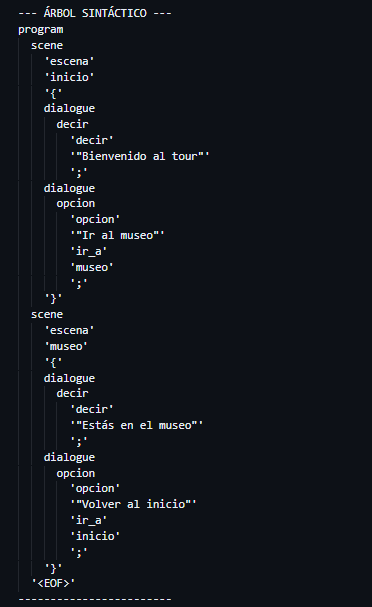 --- ÁRBOL SINTÁCTICO ---
program
scene
'escena'
'inicio'
'{'
dialogue
decir
'decir'
'"Bienvenido al tour"'
';'
dialogue
opcion
'opcion'
'"Ir al museo"'
'ir_a'
'museo'
';'
'}'
scene
'escena'
'museo'
'{'
dialogue
decir
'decir'
'"Estás en el museo"'
';'
dialogue
opcion
'opcion'
'"Volver al inicio"'
'ir_a'
'inicio'
';'
'}'
'<EOF>'
------------------------